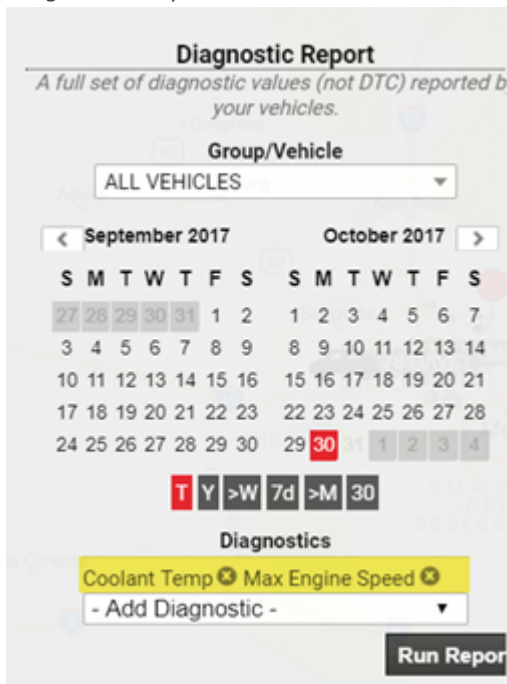 Diagnostic Report
A full set of diagnostic values (not DTC) reported b
your vehicles.
Group/Vehicle
ALL VEHICLES
< September 2017 October 2017 >
S M T W T F S S M T W T F S
27 28 29 30 31 1 2 1 2 3 4 5 6 7
3 4 5 6 7 8 9 8 9 10 11 12 13 14
10 11 12 13 14 15 16 15 16 17 18 19 20 21
17 18 19 20 21 22 23 22 23 24 25 26 27 28
24 25 26 27 28 29 30 29 30 31 1 2 3 4
T Y >W 7d >M 30
Diagnostics
Coolant Temp Max Engine Speed
- Add Diagnostic -
Run Repor